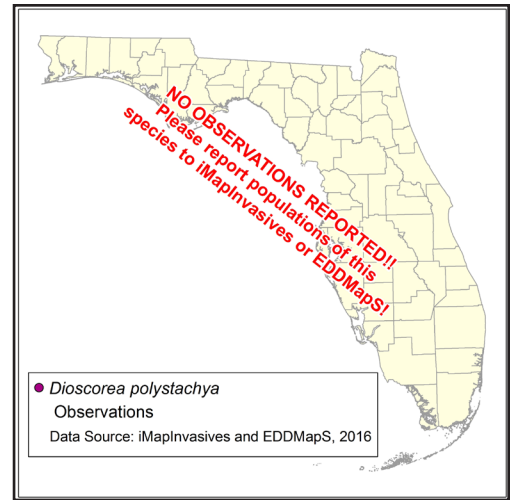 NO OBSERVATIONS REPORTED!!
Please report populations of this
species to iMapInvasives or EDDMapS!
Dioscorea polystachya
Observations
Data Source: iMapInvasives and EDDMapS, 2016